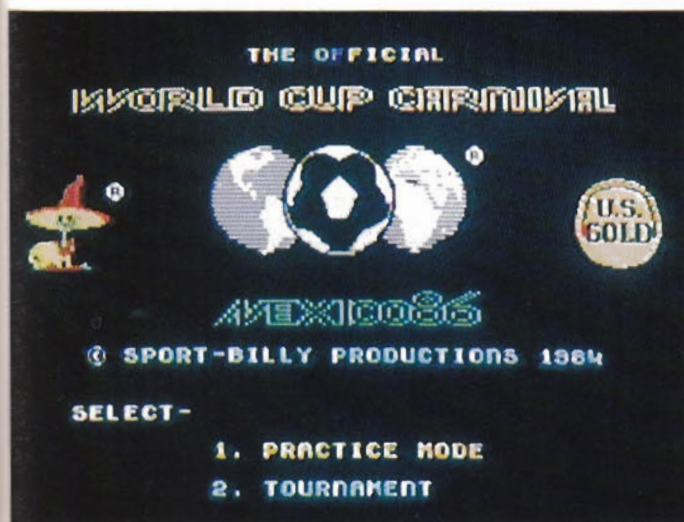 THE OFFICIAL
WORLD CUP CARNIVAL
®
®
U.S.
GOLD
MEXICO86
© SPORT-BILLY PRODUCTIONS 1984
SELECT-
1. PRACTICE MODE
2. TOURNAMENT